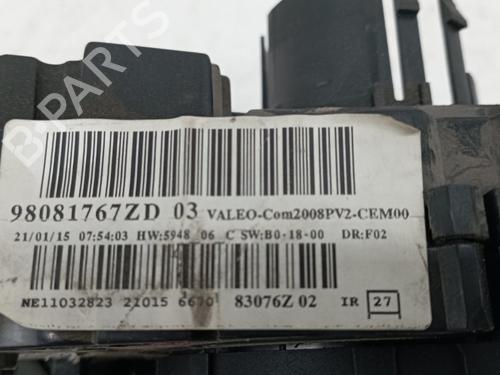 B-PARTS
98081767ZD 03 VALEO-Com2008PV2-CEM00
21/01/15 07:54:03 HW:5948 06 C SW:B0-18-00 DR:F02
NE11032823 21015 6670 83076Z 02 IR 27